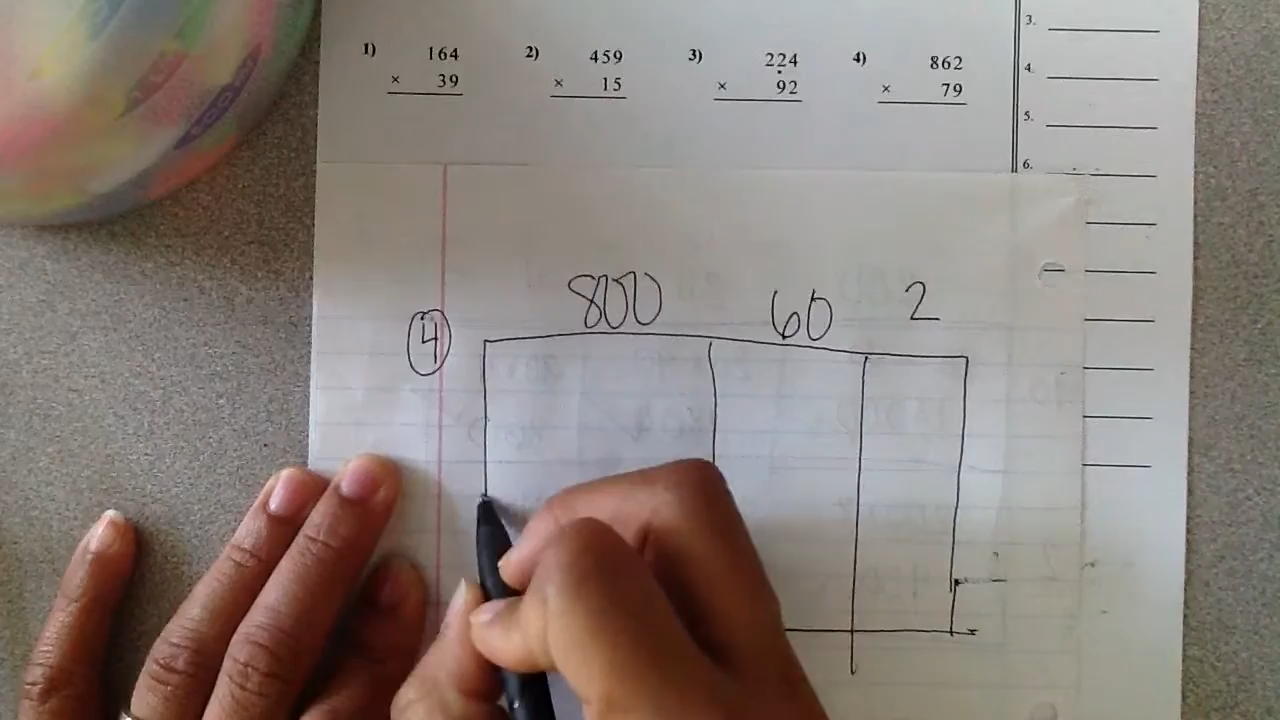 3.
1) 164 2) 459 3) 224 4) 862
× 39 × 15 × 92 × 79
4.
5.
6.
800 60 2
4